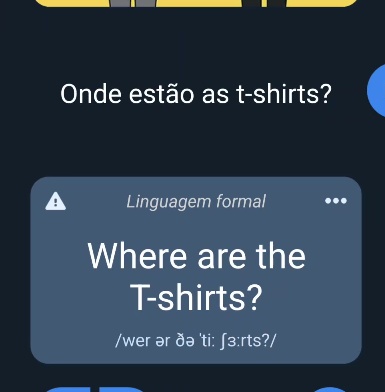 Onde estão as t-shirts?
Linguagem formal
Where are the
T-shirts?
/wer ər ðə ˈtiː ʃɜːrts?/